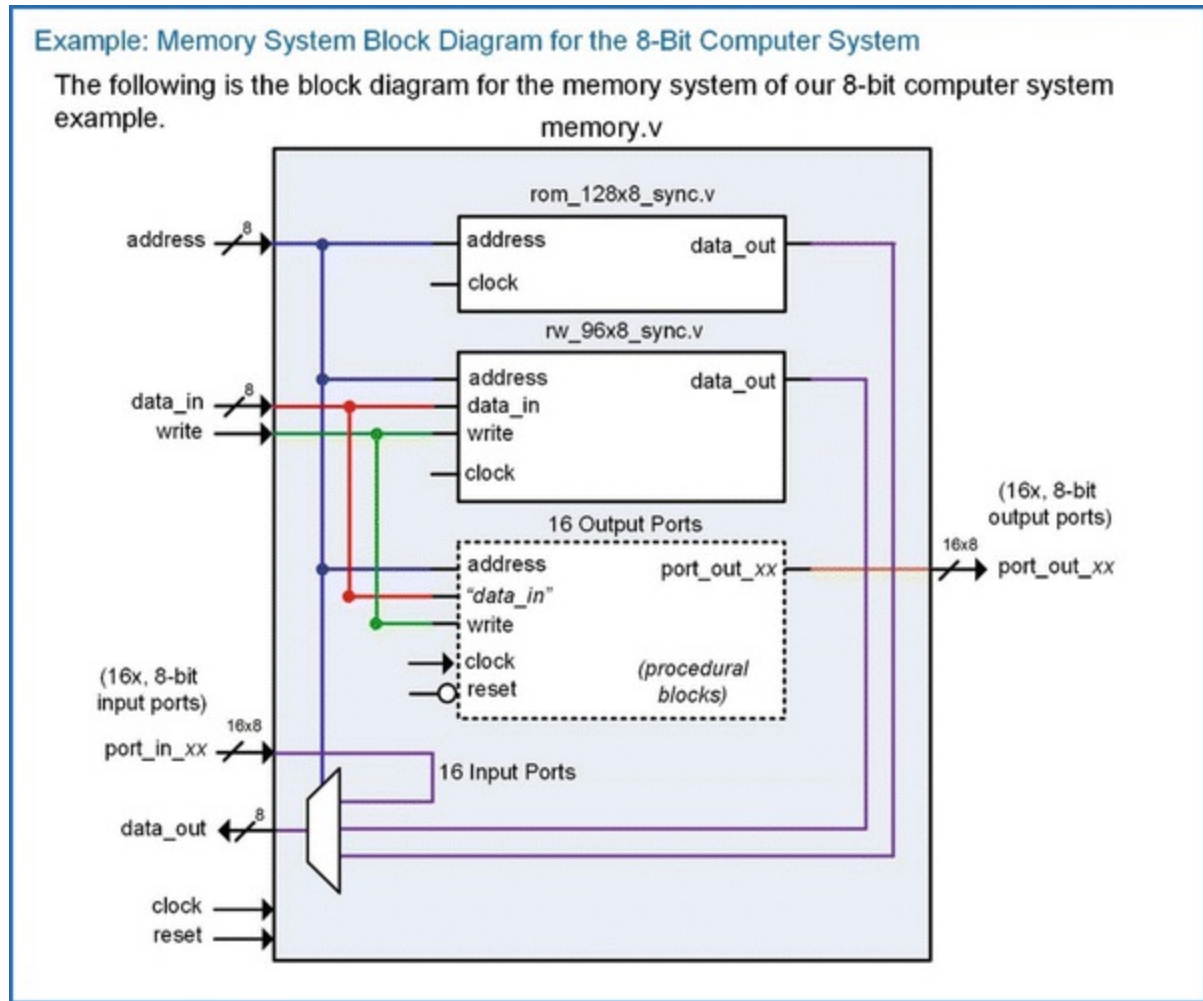 Example: Memory System Block Diagram for the 8-Bit Computer System
The following is the block diagram for the memory system of our 8-bit computer system
example.
memory.v
rom_128x8_sync.v
address
8
address
data_out
clock
rw_96x8_sync.v
address
data_out
data_in
8
data_in
write
write
clock
(16x, 8-bit
output ports)
16 Output Ports
16x8
address
port_out_xx
port_out_xx
“data_in”
write
clock
(procedural
blocks)
reset
(16x, 8-bit
input ports)
16x8
port_in_xx
16 Input Ports
data_out
8
clock
reset